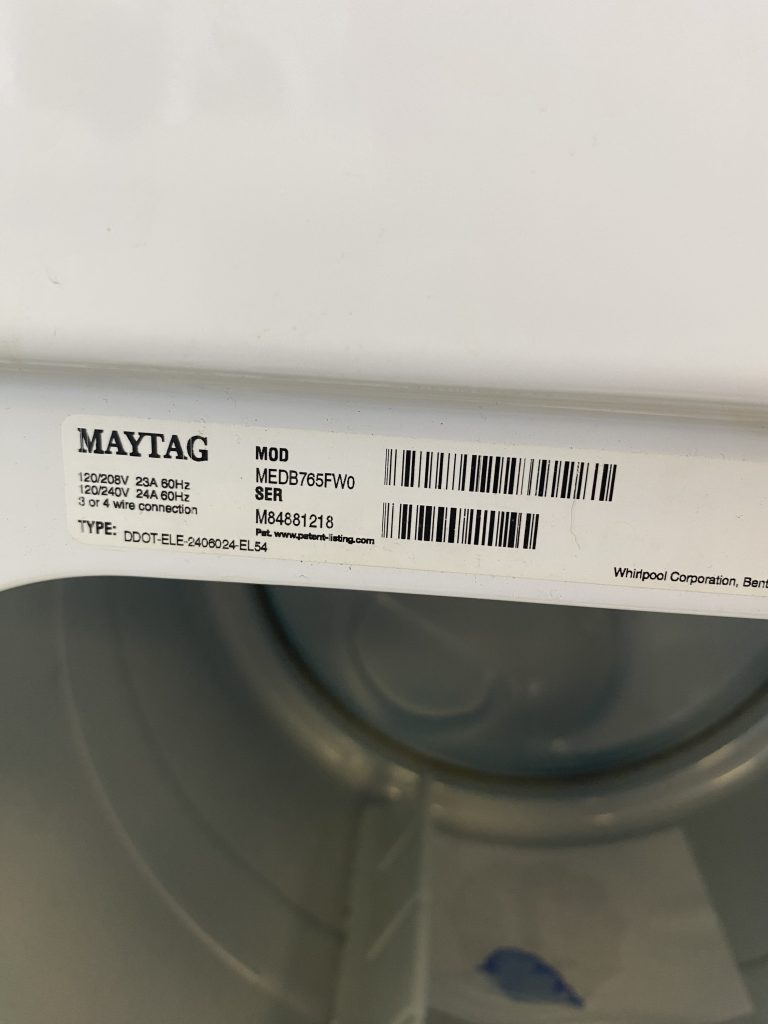 MAYTAG
120/208V 23A 60Hz
120/240V 24A 60Hz
3 or 4 wire connection
TYPE: DDOT-ELE-2406024-EL54
MOD
MEDB765FW0
SER
M84881218
Pat. www.patent-listing.com
Whirlpool Corporation, Bent